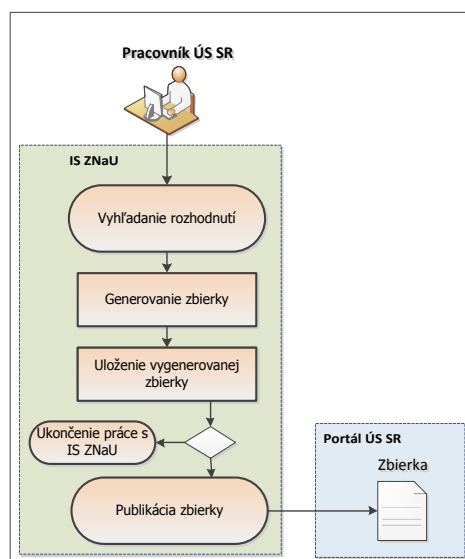 Pracovník ÚS SR
IS ZNaU
Vyhľadanie rozhodnutí
Generovanie zbierky
Uloženie vygenerovanej
zbierky
Ukončenie práce s
IS ZNaU
Publikácia zbierky
Portál ÚS SR
Zbierka